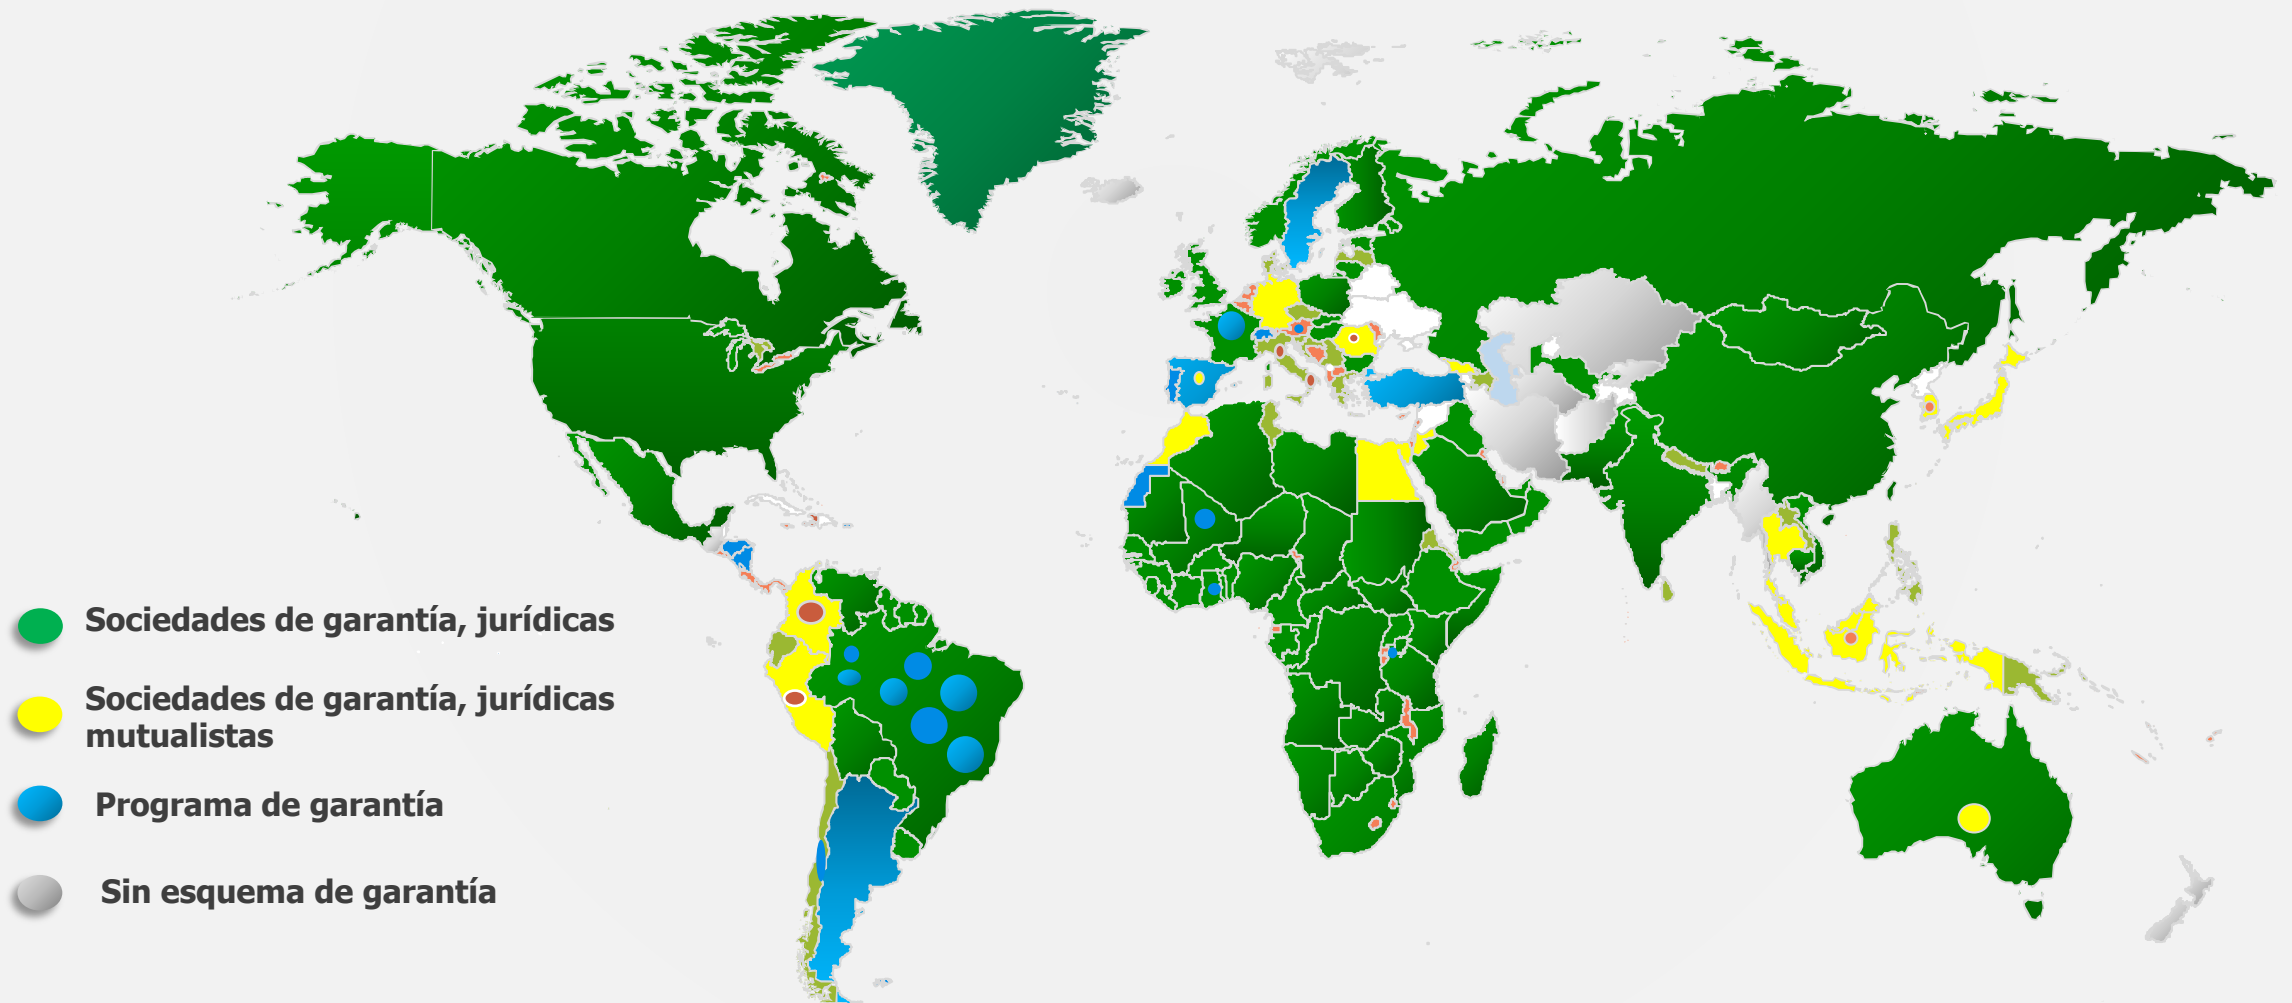 Sociedades de garantía, jurídicas
Sociedades de garantía, jurídicas
mutualistas
Programa de garantía
Sin esquema de garantía